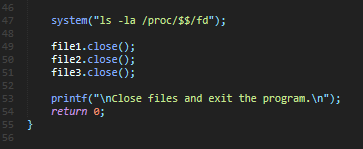 46
47 system("ls -la /proc/$$/fd");
48
49 file1.close();
50 file2.close();
51 file3.close();
52
53 printf("\nClose files and exit the program.\n");
54 return 0;
55 }
56